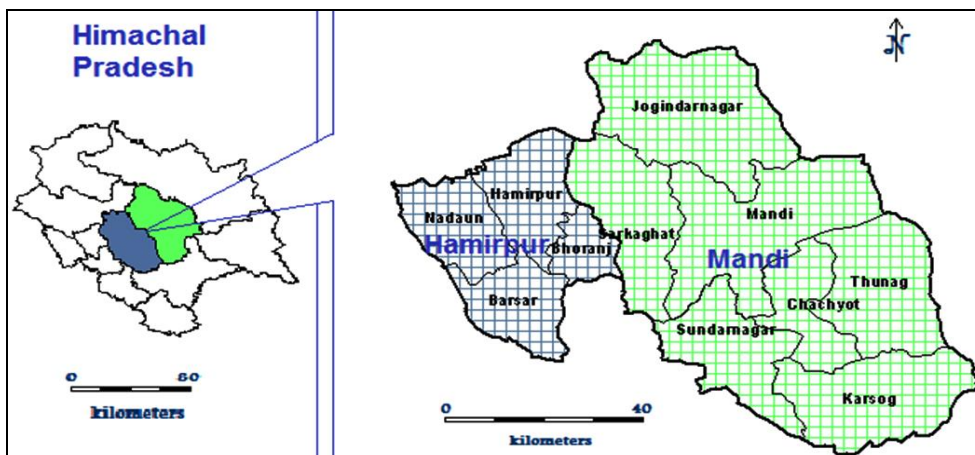 Himachal
Pradesh
0 80
kilometers
N
Jogindarnagar
Hamirpur
Nadaun
Mandi
Sarkaghat
Hamirpur
Bhoranj
Mandi
Thunag
Barsar
Chachyot
Sundarnagar
Karsog
0 40
kilometers